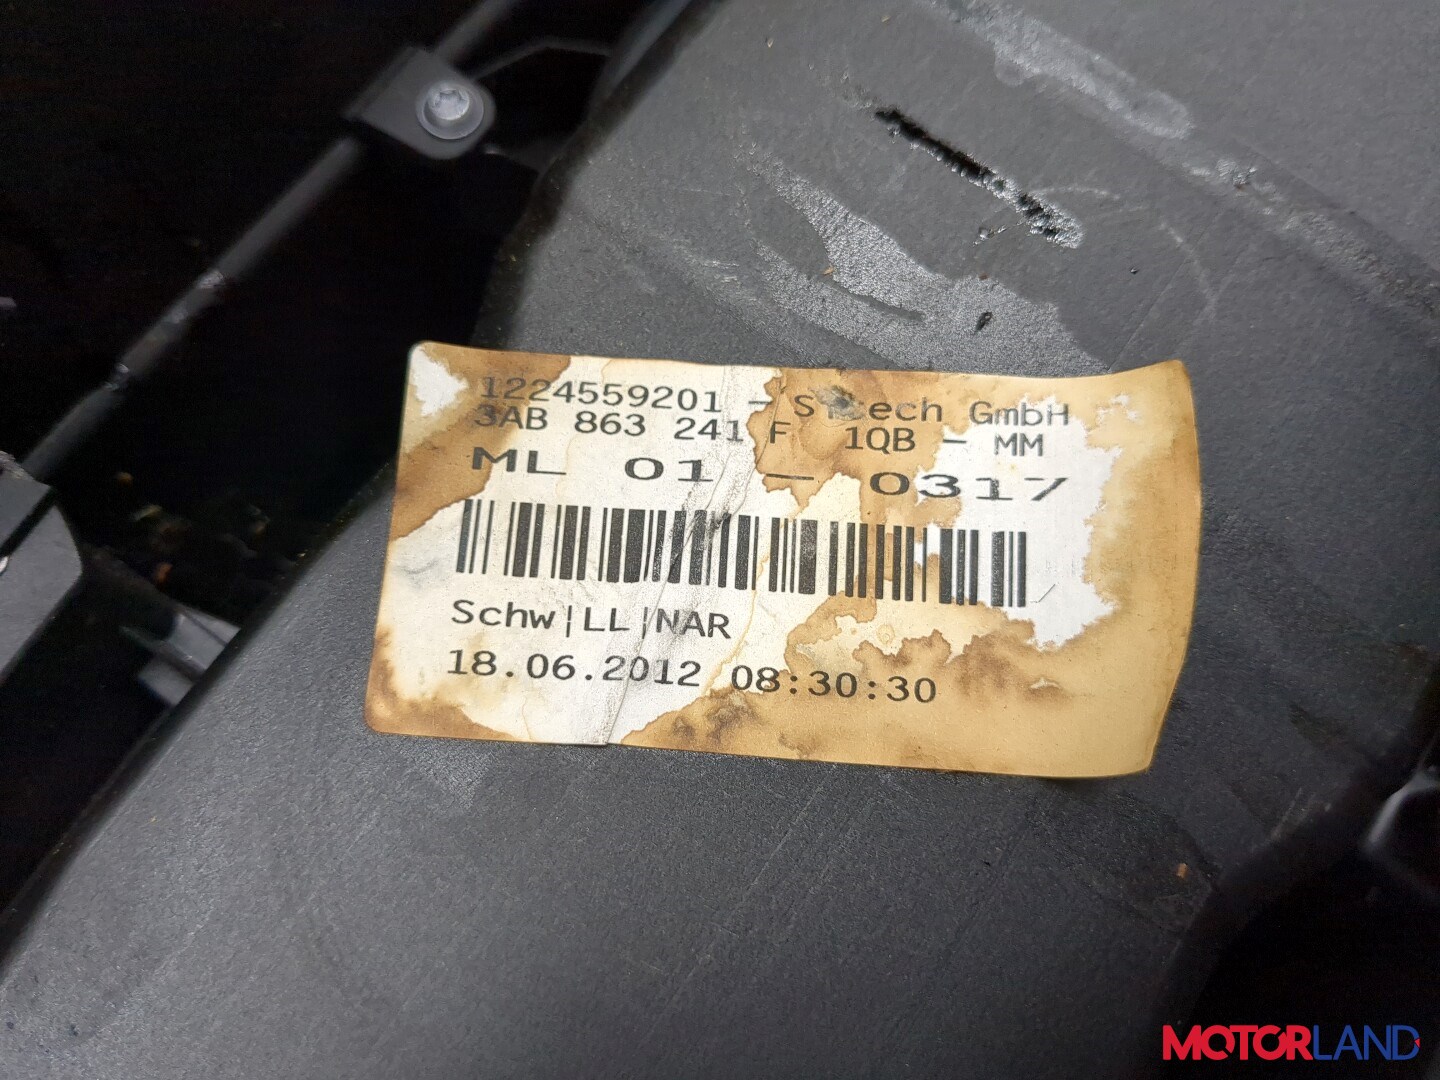 1224559201 - GmbH
3AB 863 241 F 1QB - MM
ML 01 - 0317
Schw|LL|NAR
18.06.2012 08:30:30
MOTORLAND